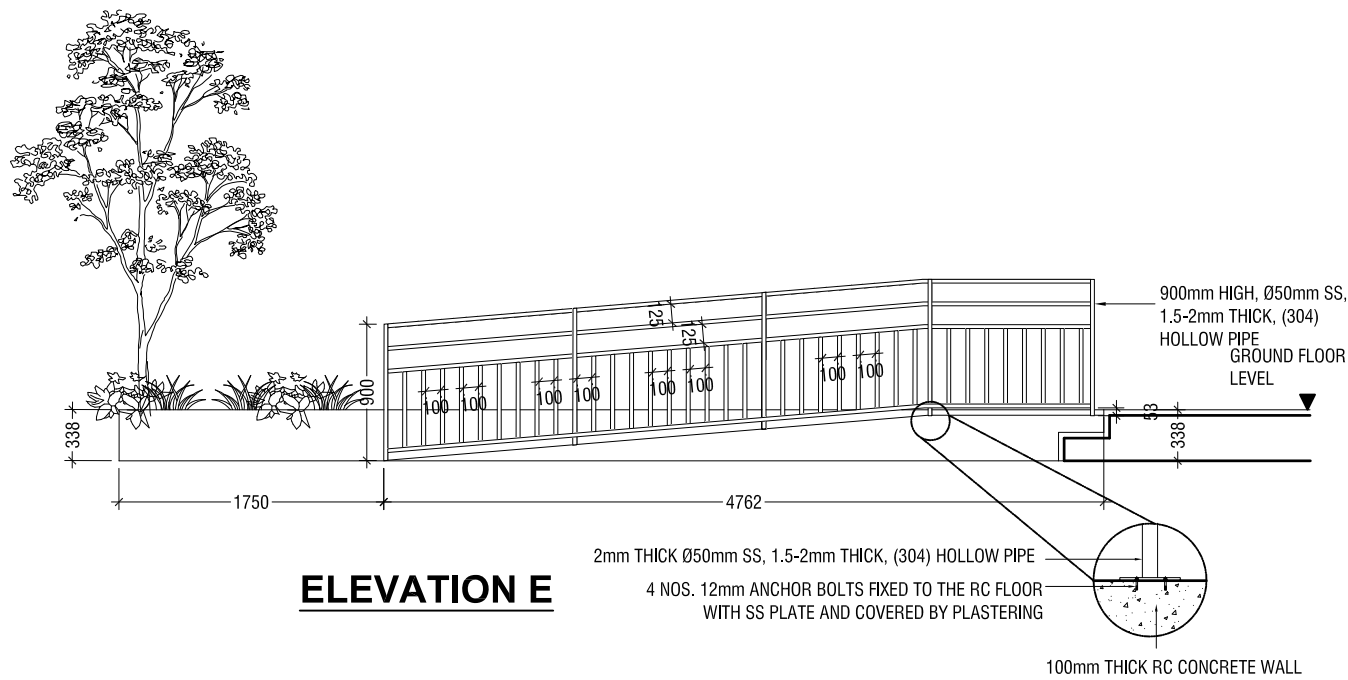 900mm HIGH, Ø50mm SS,
1.5-2mm THICK, (304)
HOLLOW PIPE
GROUND FLOOR
LEVEL
125
125
900
100
100
100
100
100
100
100
100
338
53
338
1750
4762
2mm THICK Ø50mm SS, 1.5-2mm THICK, (304) HOLLOW PIPE
4 NOS. 12mm ANCHOR BOLTS FIXED TO THE RC FLOOR
WITH SS PLATE AND COVERED BY PLASTERING
ELEVATION E
100mm THICK RC CONCRETE WALL